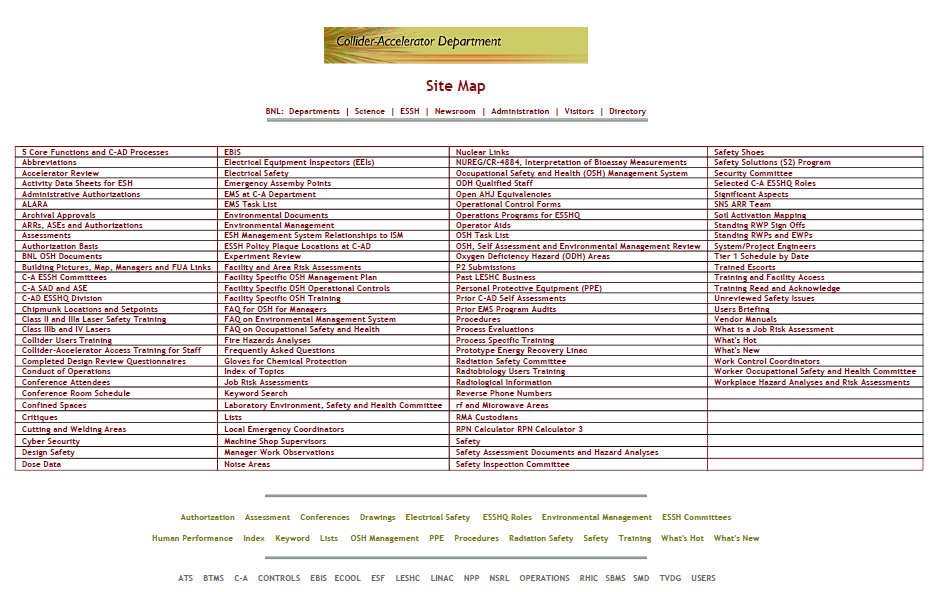 Collider-Accelerator Department
Site Map
BNL: Departments | Science | ESSH | Newsroom | Administration | Visitors | Directory
5 Core Functions and C-AD Processes EBIS Nuclear Links Safety Shoes
Abbreviations Electrical Equipment Inspectors (EEIs) NUREG/CR-4884, Interpretation of Bioassay Measurements Safety Solutions (S2) Program
Accelerator Review Electrical Safety Occupational Safety and Health (OSH) Management System Security Committee
Activity Data Sheets for ESH Emergency Assemby Points ODH Qualified Staff Selected C-A ESSHQ Roles
Administrative Authorizations EMS at C-A Department Open AHJ Equivalencies Significant Aspects
ALARA EMS Task List Operational Control Forms SNS ARR Team
Archival Approvals Environmental Documents Operations Programs for ESSHQ Soil Activation Mapping
ARRs, ASEs and Authorizations Environmental Management Operator Aids Standing RWP Sign Offs
Assessments ESH Management System Relationships to ISM OSH Task List Standing RWPs and EWPs
Authorization Basis ESSH Policy Plaque Locations at C-AD OSH, Self Assessment and Environmental Management Review System/Project Engineers
BNL OSH Documents Experiment Review Oxygen Deficiency Hazard (ODH) Areas Tier 1 Schedule by Date
Building Pictures, Map, Managers and FUA Links Facility and Area Risk Assessments P2 Submissions Trained Escorts
C-A ESSH Committees Facility Specific OSH Management Plan Past LESHC Business Training and Facility Access
C-A SAD and ASE Facility Specific OSH Operational Controls Personal Protective Equipment (PPE) Training Read and Acknowledge
C-AD ESSHQ Division Facility Specific OSH Training Prior C-AD Self Assessments Unreviewed Safety Issues
Chipmunk Locations and Setpoints FAQ for OSH for Managers Prior EMS Program Audits Users Briefing
Class II and IIIa Laser Safety Training FAQ on Environmental Management System Procedures Vendor Manuals
Class IIIb and IV Lasers FAQ on Occupational Safety and Health Process Evaluations What is a Job Risk Assessment
Collider Users Training Fire Hazards Analyses Process Specific Training What's Hot
Collider-Accelerator Access Training for Staff Frequently Asked Questions Prototype Energy Recovery Linac What's New
Completed Design Review Questionnaires Gloves for Chemical Protection Radiation Safety Committee Work Control Coordinators
Conduct of Operations Index of Topics Radiobiology Users Training Worker Occupational Safety and Health Committee
Conference Attendees Job Risk Assessments Radiological Information Workplace Hazard Analyses and Risk Assessments
Conference Room Schedule Keyword Search Reverse Phone Numbers
Confined Spaces Laboratory Environment, Safety and Health Committee rf and Microwave Areas
Critiques Lists RMA Custodians
Cutting and Welding Areas Local Emergency Coordinators RPN Calculator RPN Calculator 3
Cyber Security Machine Shop Supervisors Safety
Design Safety Manager Work Observations Safety Assessment Documents and Hazard Analyses
Dose Data Noise Areas Safety Inspection Committee
Authorization Assessment Conferences Drawings Electrical Safety ESSHQ Roles Environmental Management ESSH Committees
Human Performance Index Keyword Lists OSH Management PPE Procedures Radiation Safety Safety Training What's Hot What's New
ATS BTMS C-A CONTROLS EBIS ECOOL ESF LESHC LINAC NPP NSRL OPERATIONS RHIC SBMS SMD TVDG USERS